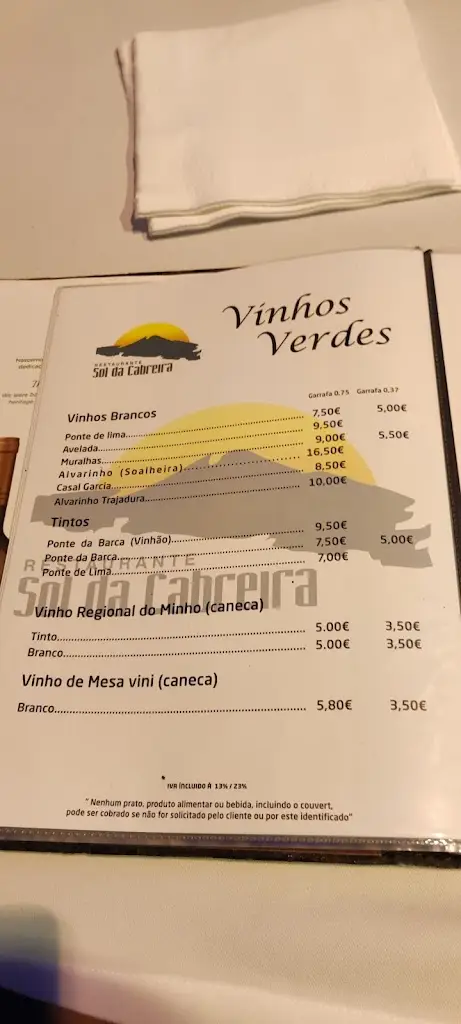 Vinhos
Verdes
RESTAURANTE
Sol da Cabreira
Garrafa 0,75 Garrafa 0,37
Vinhos Brancos
Ponte de lima 7,50€ 5,00€
Avelada 9,50€
Muralhas 9,00€ 5,50€
Alvarinho (Soalheira) 16,50€
Casal Garcia 8,50€
Alvarinho Trajadura 10,00€
Tintos
Ponte da Barca (Vinhão) 9,50€
Ponte da Barca 7,50€ 5,00€
Ponte de Lima 7,00€
RESTAURANTE
Sol da Cabreira
Vinho Regional do Minho (caneca)
Tinto 5.00€ 3,50€
Branco 5.00€ 3,50€
Vinho de Mesa vini (caneca)
Branco 5,80€ 3,50€
IVA INCLUIDO À 13% / 23%
" Nenhum prato, produto alimentar ou bebida, incluindo o couvert,
pode ser cobrado se não for solicitado pelo cliente ou por este identificado"